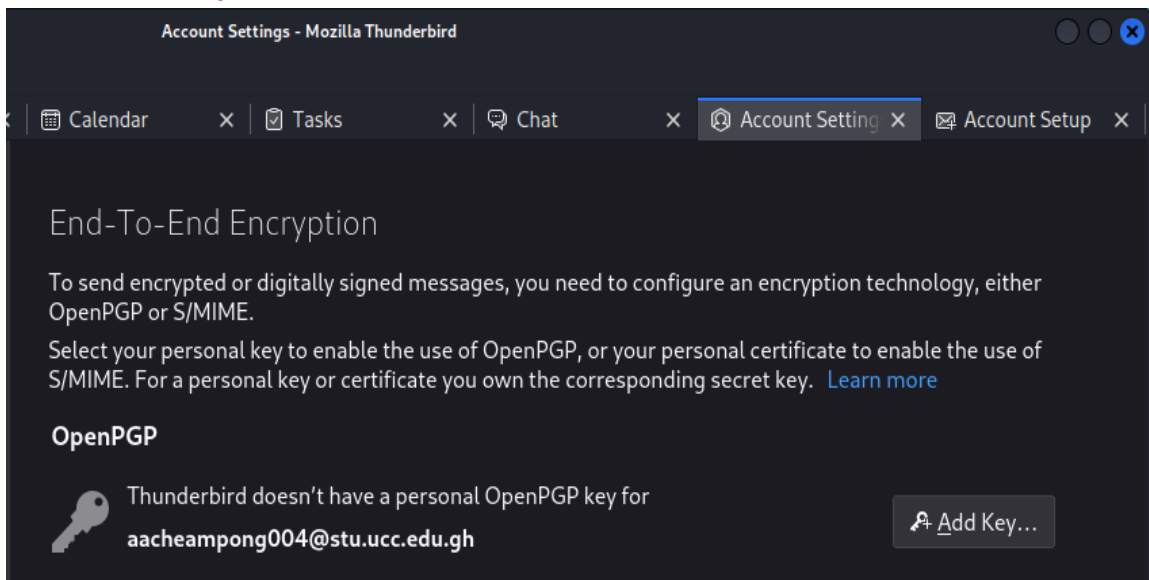 Account Settings - Mozilla Thunderbird
Calendar Tasks Chat Account Setting Account Setup
End-To-End Encryption
To send encrypted or digitally signed messages, you need to configure an encryption technology, either
OpenPGP or S/MIME.
Select your personal key to enable the use of OpenPGP, or your personal certificate to enable the use of
S/MIME. For a personal key or certificate you own the corresponding secret key. Learn more
OpenPGP
Thunderbird doesn’t have a personal OpenPGP key for
aacheampong004@stu.ucc.edu.gh
Add Key...